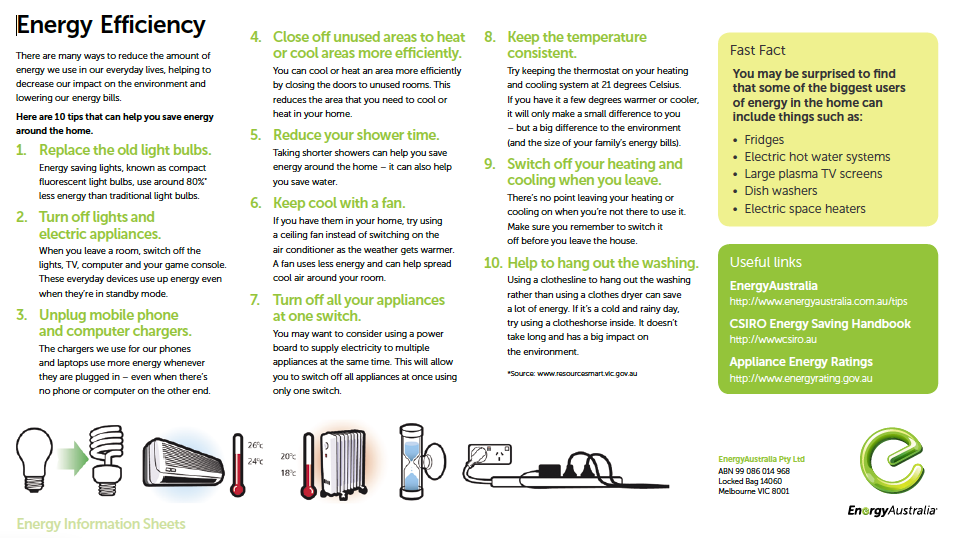 Energy Efficiency
There are many ways to reduce the amount of
energy we use in our everyday lives, helping to
decrease our impact on the environment and
lowering our energy bills.
Here are 10 tips that can help you save energy
around the home.
1. Replace the old light bulbs.
Energy saving lights, known as compact
fluorescent light bulbs, use around 80%*
less energy than traditional light bulbs.
2. Turn off lights and
electric appliances.
When you leave a room, switch off the
lights, TV, computer and your game console.
These everyday devices use up energy even
when they're in standby mode.
3. Unplug mobile phone
and computer chargers.
The chargers we use for our phones
and laptops use more energy whenever
they are plugged in – even when there's
no phone or computer on the other end.
4. Close off unused areas to heat
or cool areas more efficiently.
You can cool or heat an area more efficiently
by closing the doors to unused rooms. This
reduces the area that you need to cool or
heat in your home.
5. Reduce your shower time.
Taking shorter showers can help you save
energy around the home – it can also help
you save water.
6. Keep cool with a fan.
If you have them in your home, try using
a ceiling fan instead of switching on the
air conditioner as the weather gets warmer.
A fan uses less energy and can help spread
cool air around your room.
7. Turn off all your appliances
at one switch.
You may want to consider using a power
board to supply electricity to multiple
appliances at the same time. This will allow
you to switch off all appliances at once using
only one switch.
8. Keep the temperature
consistent.
Try keeping the thermostat on your heating
and cooling system at 21 degrees Celsius.
If you have it a few degrees warmer or cooler,
it will only make a small difference to you
– but a big difference to the environment
(and the size of your family's energy bills).
9. Switch off your heating and
cooling when you leave.
There's no point leaving your heating or
cooling on when you're not there to use it.
Make sure you remember to switch it
off before you leave the house.
10. Help to hang out the washing.
Using a clothesline to hang out the washing
rather than using a clothes dryer can save
a lot of energy. If it's a cold and rainy day,
try using a clotheshorse inside. It doesn't
take long and has a big impact on
the environment.
*Source: www.resourcesmart.vic.gov.au
Fast Fact
You may be surprised to find
that some of the biggest users
of energy in the home can
include things such as:
• Fridges
• Electric hot water systems
• Large plasma TV screens
• Dish washers
• Electric space heaters
Useful links
EnergyAustralia
http://www.energyaustralia.com.au/tips
CSIRO Energy Saving Handbook
http://wwwcsiro.au
Appliance Energy Ratings
http://www.energyrating.gov.au
26°c
24°c
20°c
18°c
EnergyAustralia Pty Ltd
ABN 99 086 014 968
Locked Bag 14060
Melbourne VIC 8001
EnergyAustralia
Energy Information Sheets